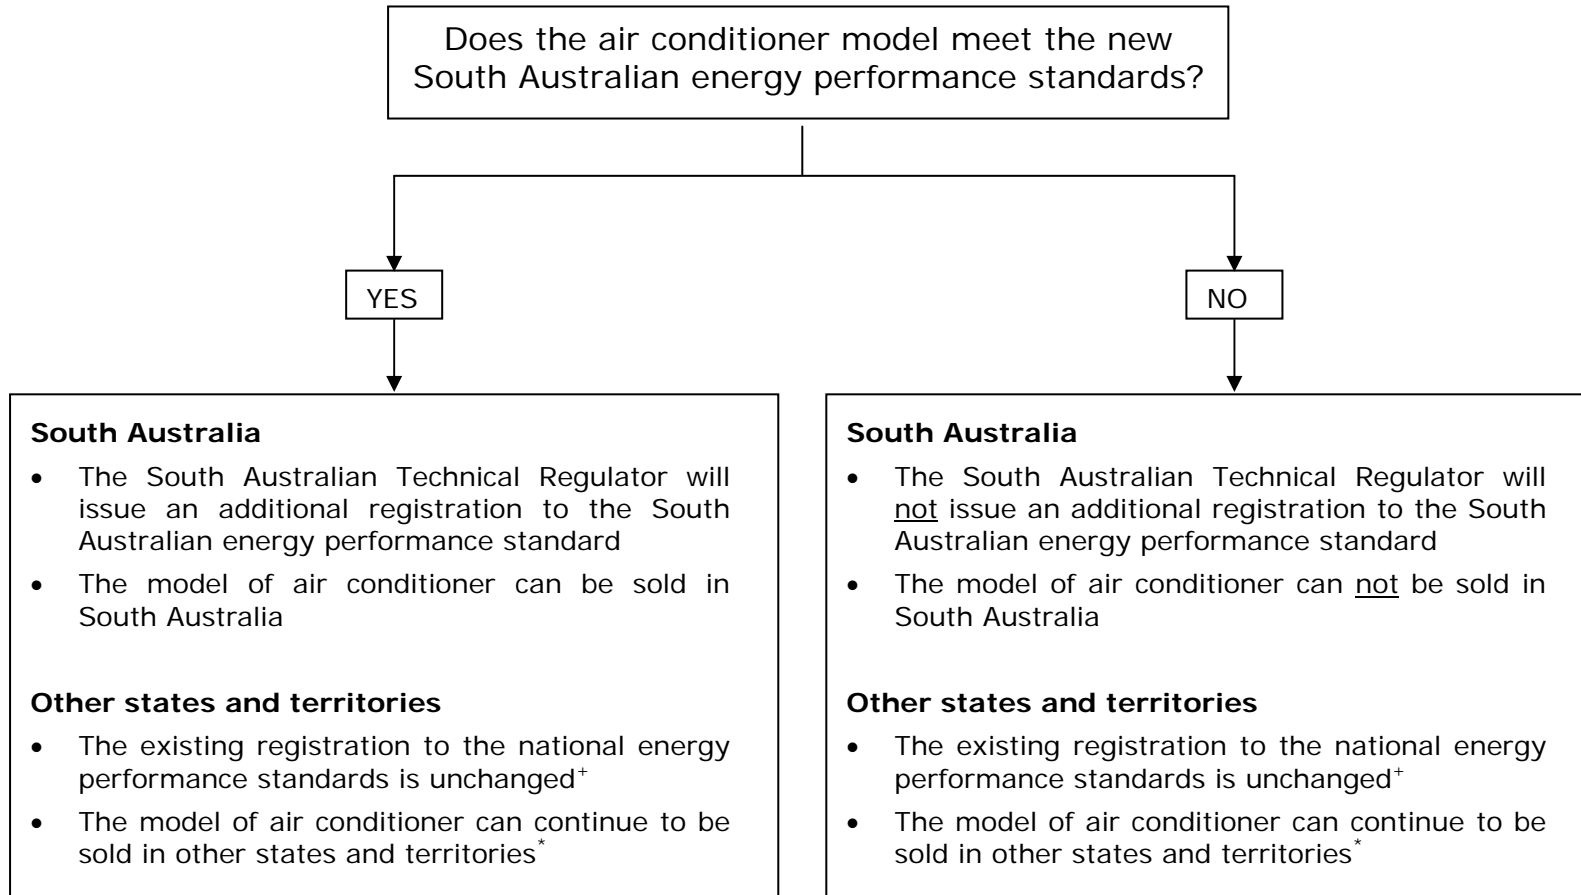 Does the air conditioner model meet the new
South Australian energy performance standards?
YES
NO
South Australia
• The South Australian Technical Regulator will
issue an additional registration to the South
Australian energy performance standard
• The model of air conditioner can be sold in
South Australia
Other states and territories
• The existing registration to the national energy
performance standards is unchanged+
• The model of air conditioner can continue to be
sold in other states and territories*
South Australia
• The South Australian Technical Regulator will
not issue an additional registration to the South
Australian energy performance standard
• The model of air conditioner can not be sold in
South Australia
Other states and territories
• The existing registration to the national energy
performance standards is unchanged+
• The model of air conditioner can continue to be
sold in other states and territories*